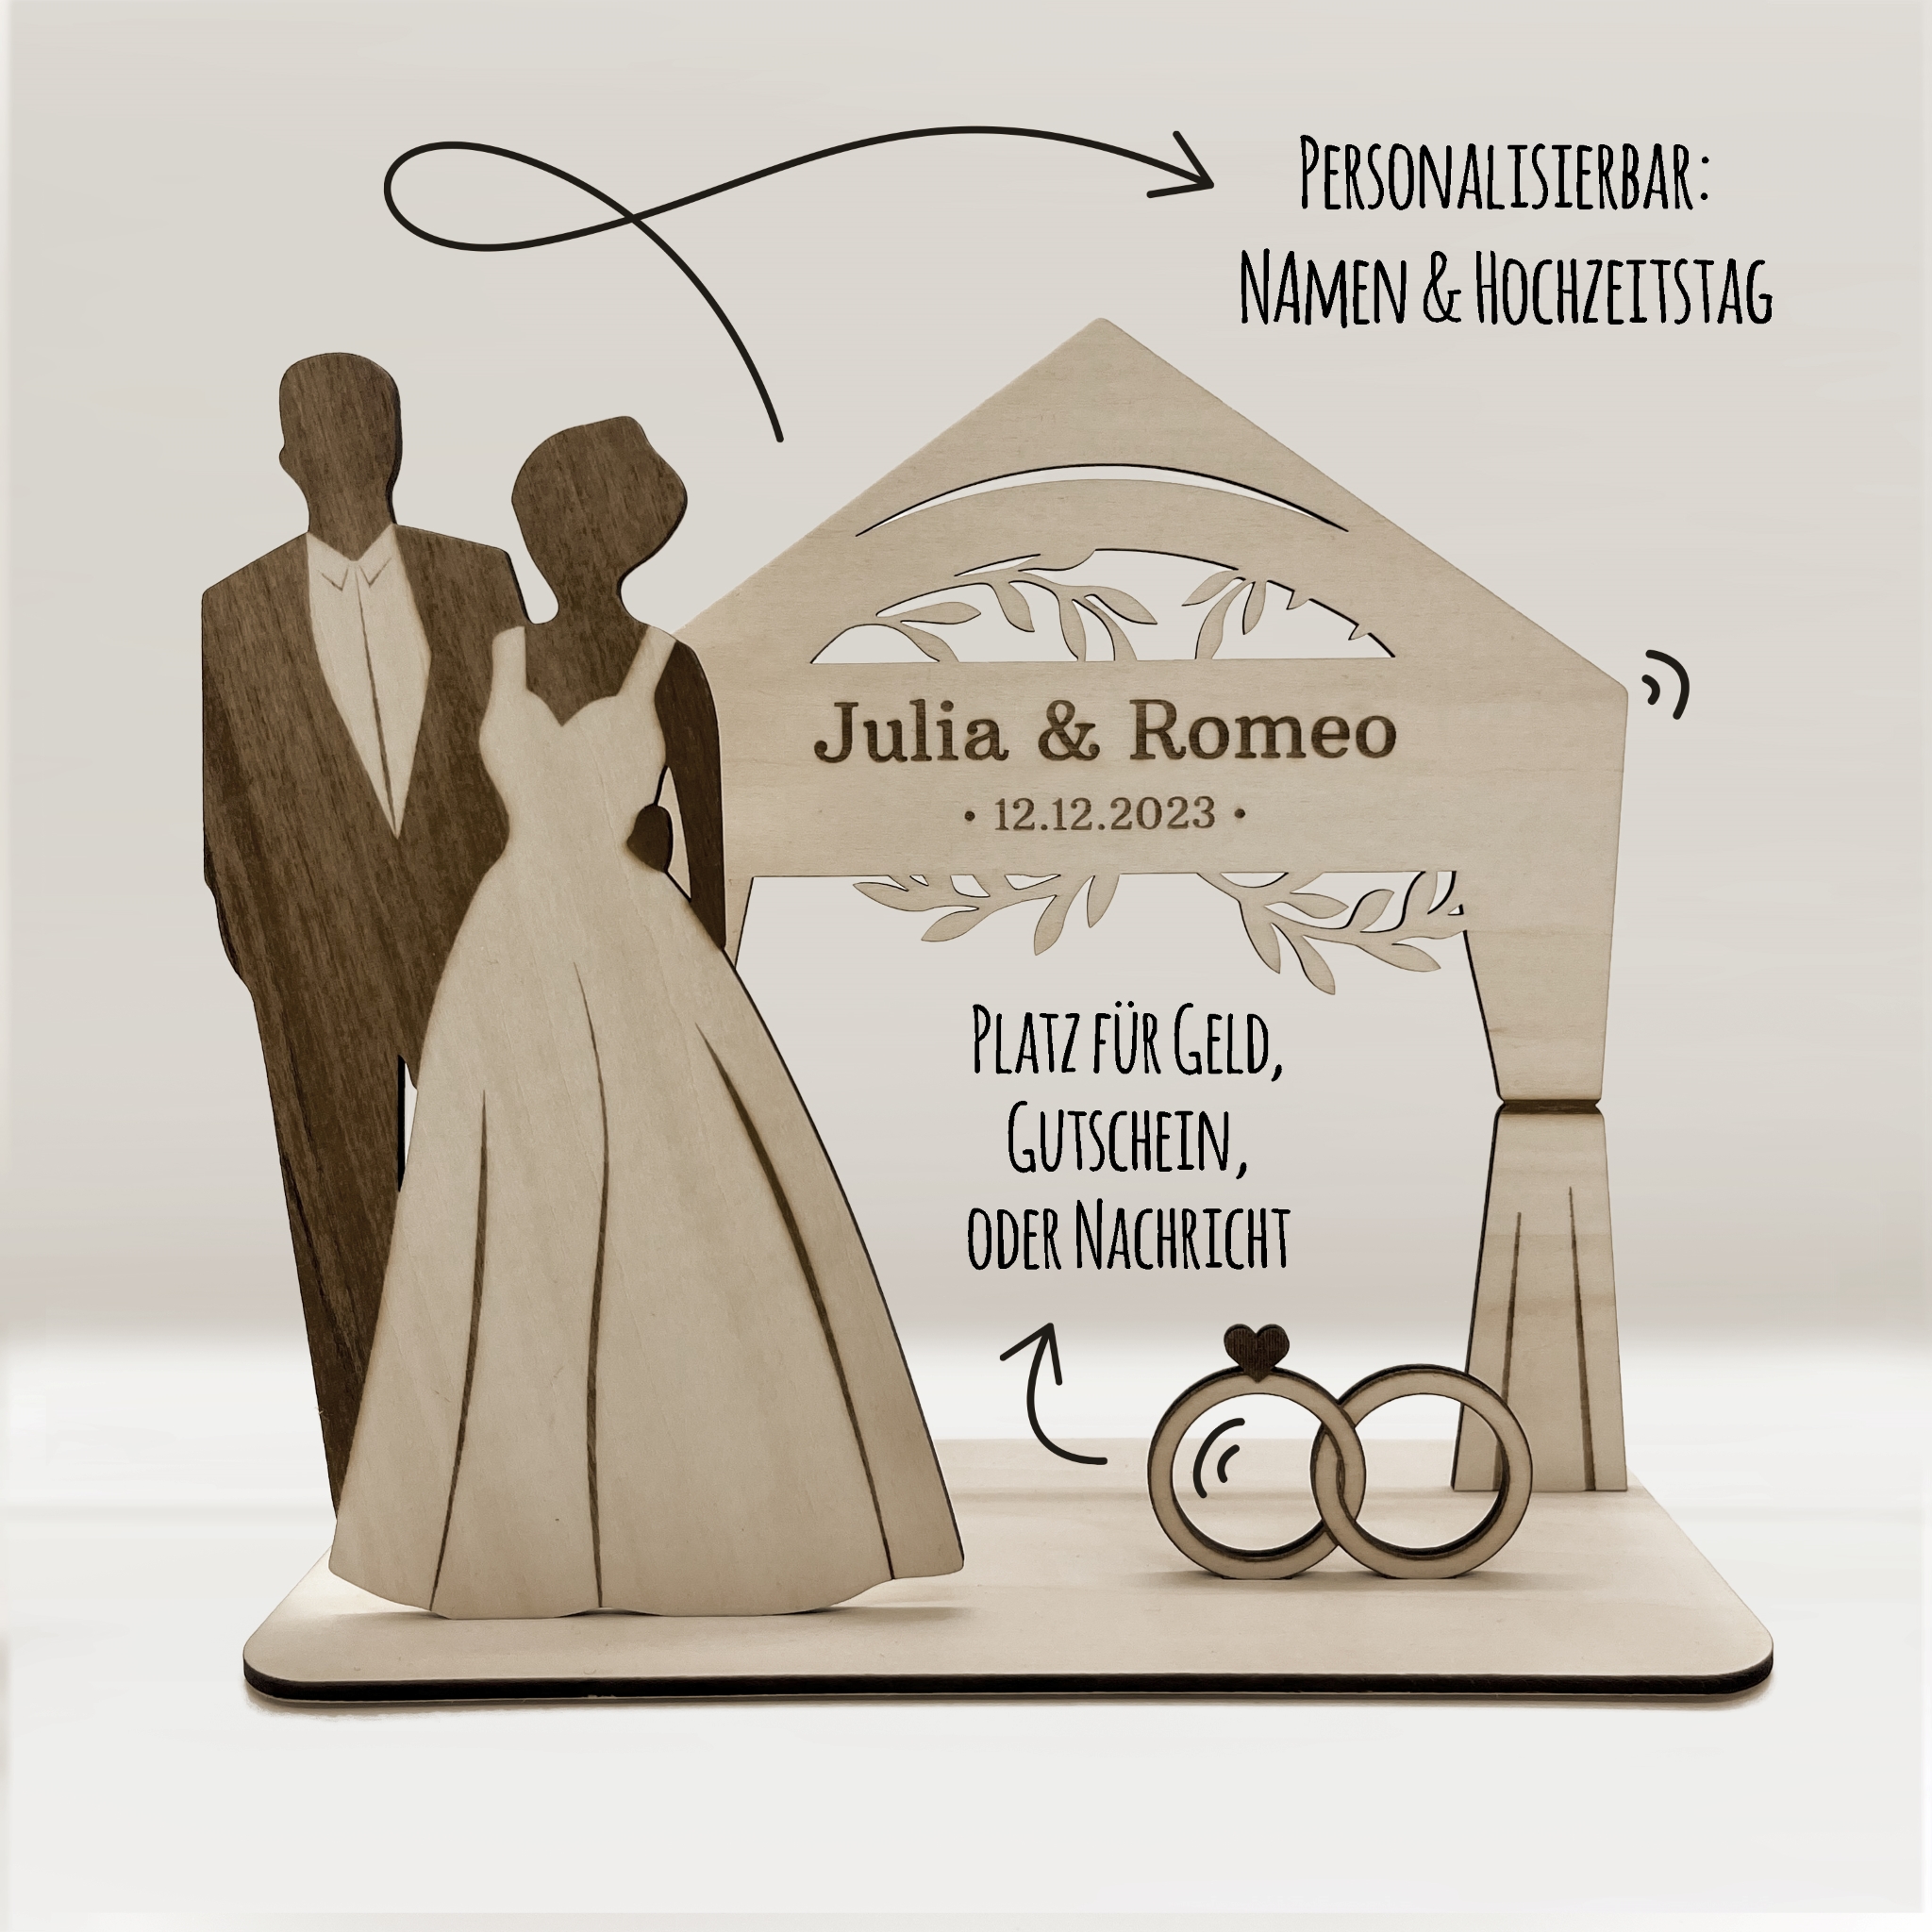 Personalisierbar:
Namen & Hochzeitstag
Julia & Romeo
• 12.12.2023 •
Platz für Geld,
Gutschein,
oder Nachricht